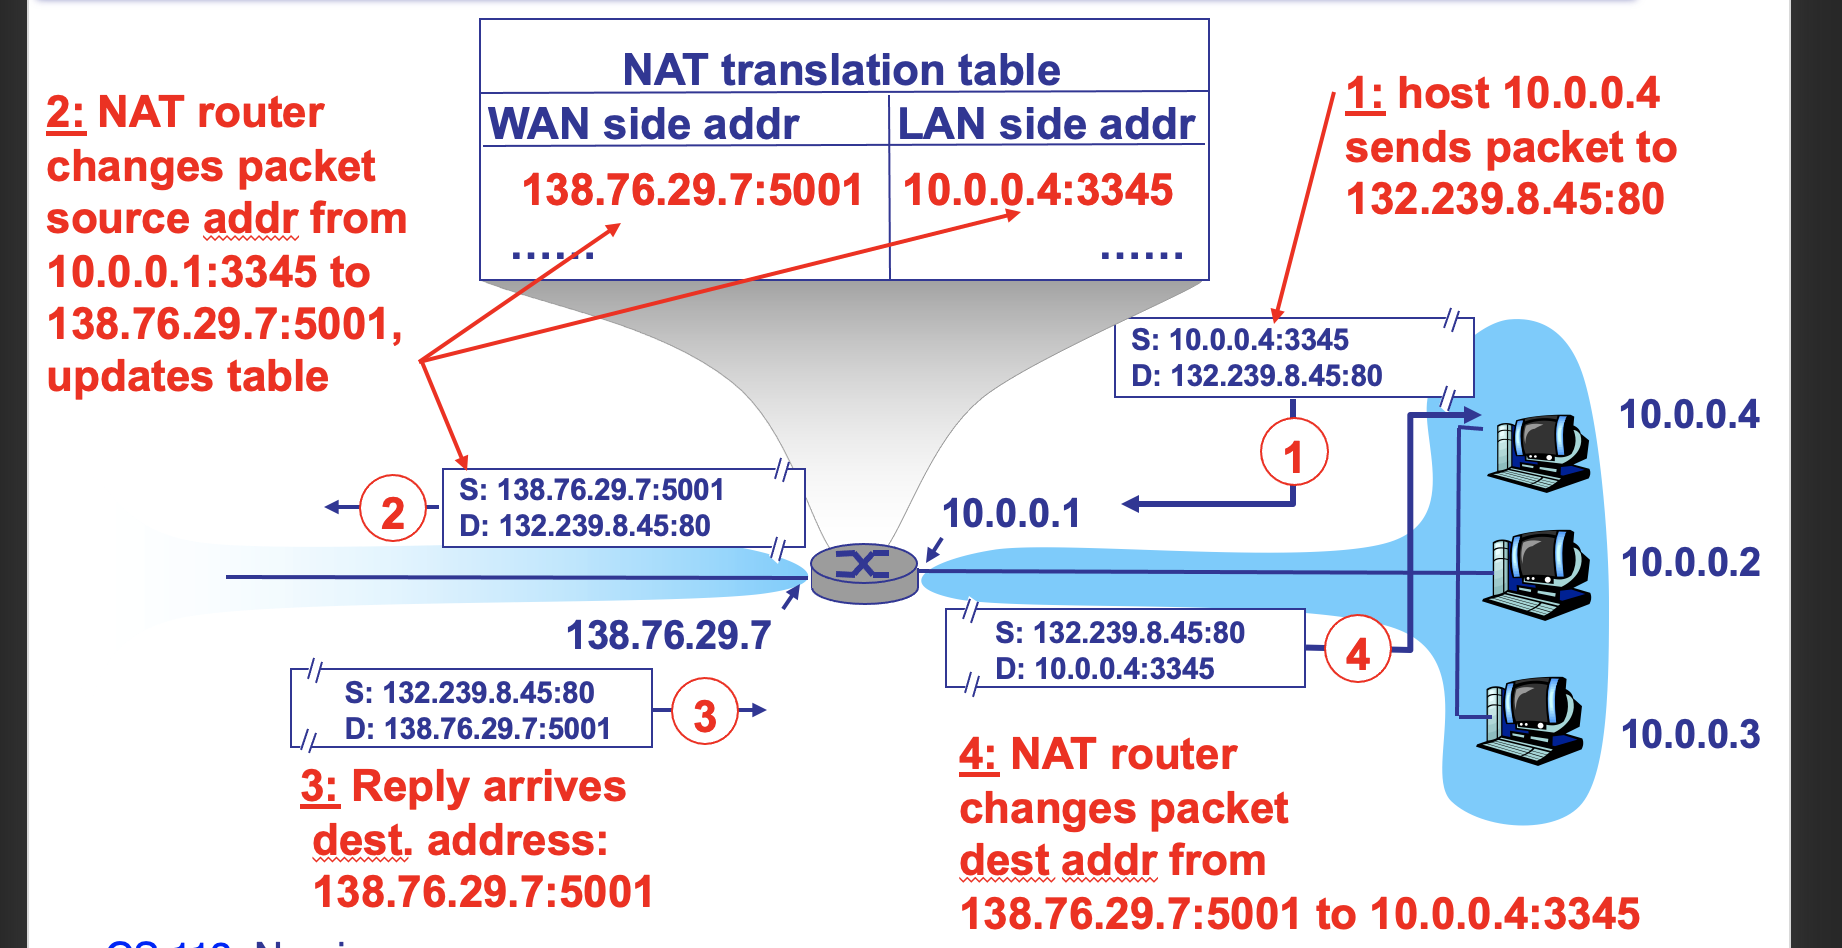 NAT translation table
WAN side addr
LAN side addr
138.76.29.7:5001
10.0.0.4:3345
......
......
2: NAT router
changes packet
source addr from
10.0.0.1:3345 to
138.76.29.7:5001,
updates table
1: host 10.0.0.4
sends packet to
132.239.8.45:80
S: 10.0.0.4:3345
D: 132.239.8.45:80
1
10.0.0.4
S: 138.76.29.7:5001
D: 132.239.8.45:80
2
10.0.0.1
10.0.0.2
138.76.29.7
S: 132.239.8.45:80
D: 10.0.0.4:3345
4
S: 132.239.8.45:80
D: 138.76.29.7:5001
3
10.0.0.3
3: Reply arrives
dest. address:
138.76.29.7:5001
4: NAT router
changes packet
dest addr from
138.76.29.7:5001 to 10.0.0.4:3345